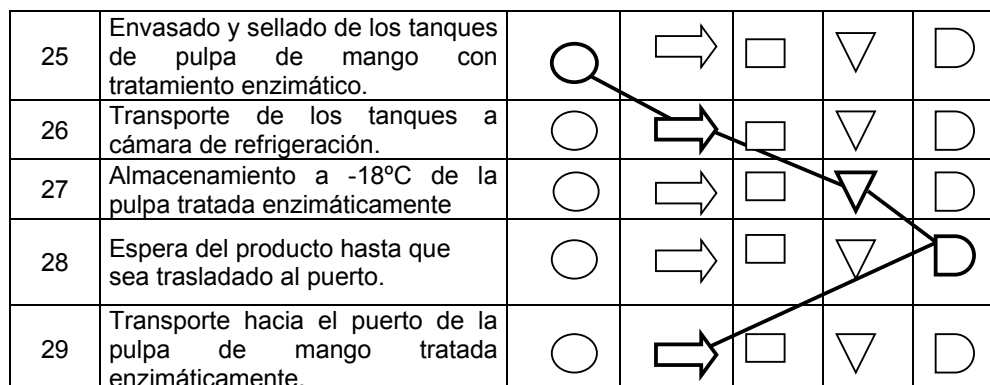 25
Envasado y sellado de los tanques
de pulpa de mango con
tratamiento enzimático.
26
Transporte de los tanques a
cámara de refrigeración.
27
Almacenamiento a -18ºC de la
pulpa tratada enzimáticamente
28
Espera del producto hasta que
sea trasladado al puerto.
29
Transporte hacia el puerto de la
pulpa de mango tratada
enzimáticamente.